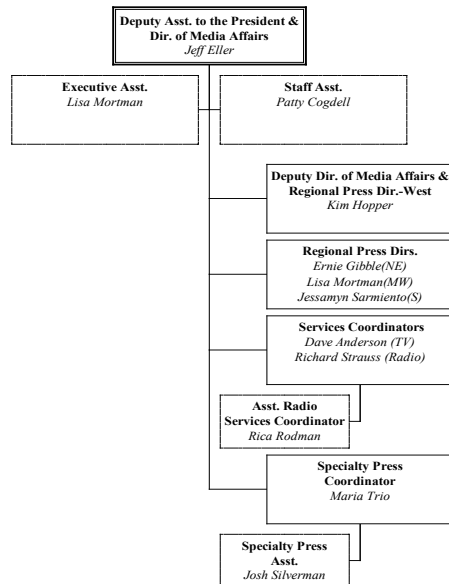 Deputy Asst. to the President &
Dir. of Media Affairs
Jeff Eller
Executive Asst.
Lisa Mortman
Staff Asst.
Patty Cogdell
Deputy Dir. of Media Affairs &
Regional Press Dir.-West
Kim Hopper
Regional Press Dirs.
Ernie Gibble(NE)
Lisa Mortman(MW)
Jessamyn Sarmiento(S)
Services Coordinators
Dave Anderson (TV)
Richard Strauss (Radio)
Asst. Radio
Services Coordinator
Rica Rodman
Specialty Press
Coordinator
Maria Trio
Specialty Press
Asst.
Josh Silverman